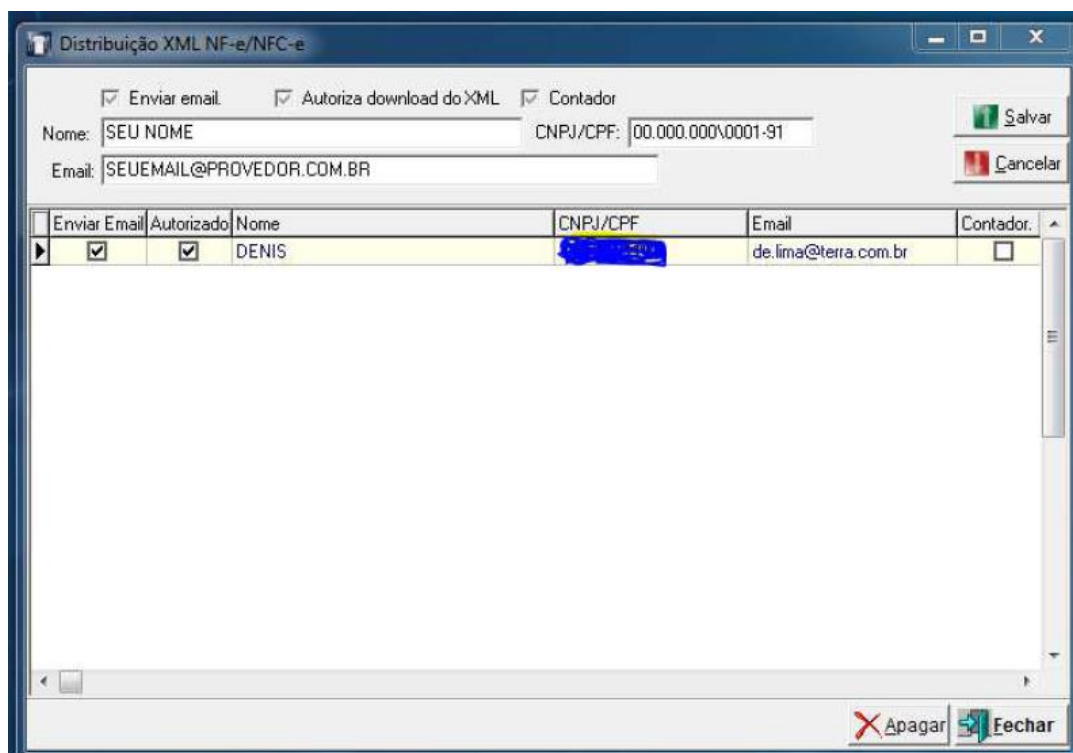 Distribuição XML NF-e/NFC-e
Enviar email. Autoriza download do XML Contador
Nome: SEU NOME CNPJ/CPF: 00.000.000\0001-91 Salvar
Email: SEUEMAIL@PROVEDOR.COM.BR Cancelar
Enviar Email Autorizado Nome CNPJ/CPF Email Contador.
DENIS de.lima@terra.com.br
Apagar Fechar